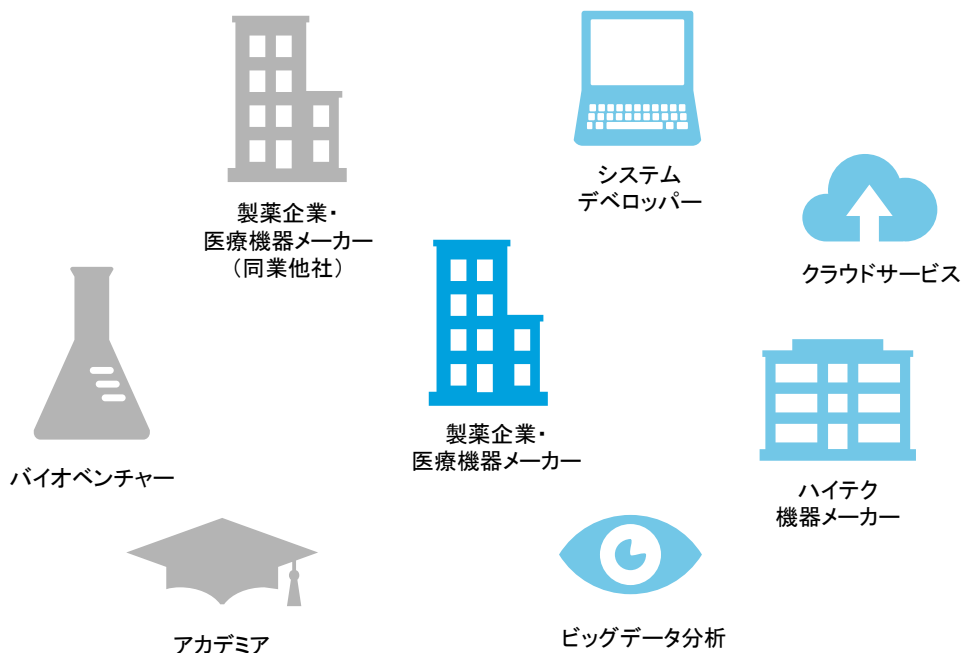 システム
デベロッパー
製薬企業・
医療機器メーカー
（同業他社）
クラウドサービス
製薬企業・
医療機器メーカー
バイオベンチャー
ハイテク
機器メーカー
アカデミア
ビッグデータ分析